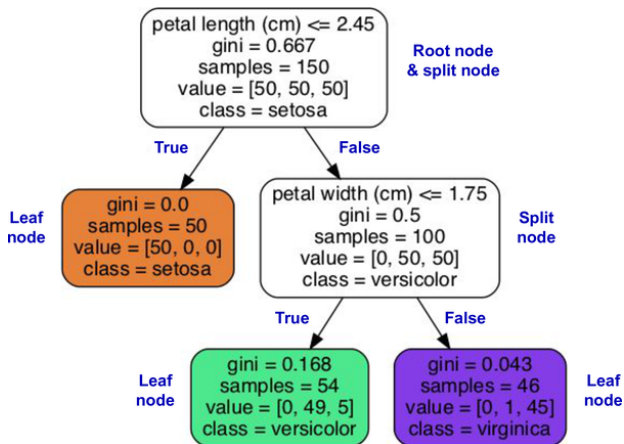 petal length (cm) <= 2.45
gini = 0.667
samples = 150
value = [50, 50, 50]
class = setosa
Root node
& split node
True
False
Leaf
node
gini = 0.0
samples = 50
value = [50, 0, 0]
class = setosa
petal width (cm) <= 1.75
gini = 0.5
samples = 100
value = [0, 50, 50]
class = versicolor
Split
node
True
False
Leaf
node
gini = 0.168
samples = 54
value = [0, 49, 5]
class = versicolor
gini = 0.043
samples = 46
value = [0, 1, 45]
class = virginica
Leaf
node